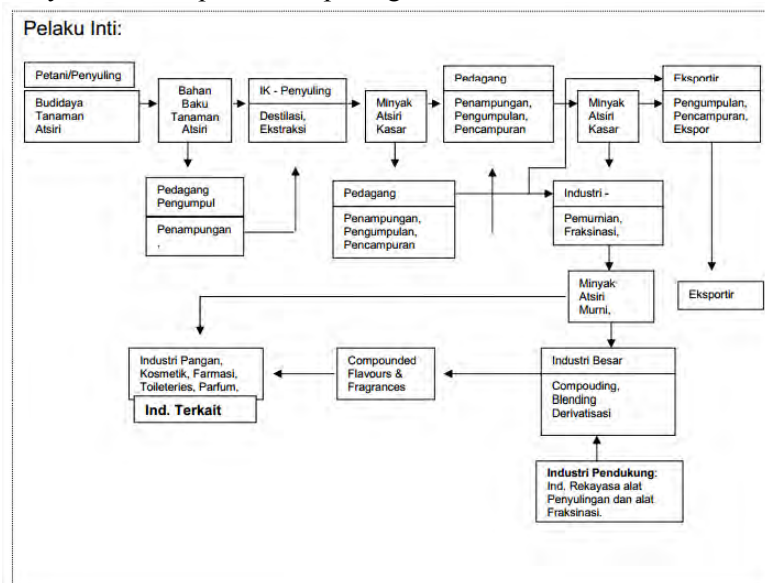 Pelaku Inti:
Petani/Penyuling
Budidaya
Tanaman
Atsiri
Bahan
Baku
Tanaman
Atsiri
IK - Penyuling
Destilasi,
Ekstraksi
Minyak
Atsiri
Kasar
Pedagang
Penampungan,
Pengumpulan,
Pencampuran
Minyak
Atsiri
Kasar
Eksportir
Pengumpulan,
Pencampuran,
Ekspor
Pedagang
Pengumpul
Penampungan
,
Pedagang
Penampungan,
Pengumpulan,
Pencampuran
Industri -
Pemurnian,
Fraksinasi,
Minyak
Atsiri
Murni,
Eksportir
Industri Pangan,
Kosmetik, Farmasi,
Toileteries, Parfum,
Ind. Terkait
Compounded
Flavours &
Fragrances
Industri Besar
Compouding,
Blending
Derivatisasi
Industri Pendukung:
Ind. Rekayasa alat
Penyulingan dan alat
Fraksinasi.